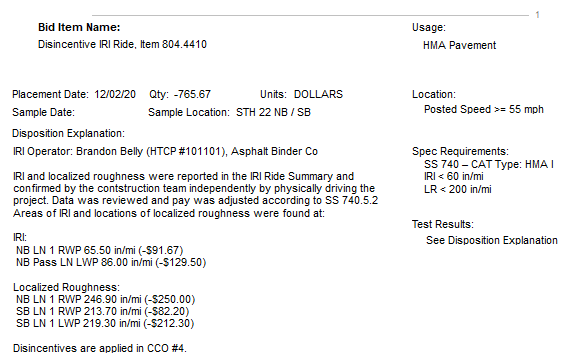 1
Bid Item Name:
Usage:
Disincentive IRI Ride, Item 804.4410
HMA Pavement
Placement Date: 12/02/20 Qty: -765.67 Units: DOLLARS
Location:
Sample Date: Sample Location: STH 22 NB / SB
Posted Speed >= 55 mph
Disposition Explanation:
IRI Operator: Brandon Belly (HTCP #101101), Asphalt Binder Co
IRI and localized roughness were reported in the IRI Ride Summary and
confirmed by the contstruction team independently by physically driving the
project. Data was reviewed and pay was adjusted according to SS 740.5.2
Areas of IRI and locations of localized roughness were found at:
Spec Requirements:
SS 740 – CAT Type: HMA I
IRI < 60 in/mi
LR < 200 in/mi
Test Results:
See Disposition Explanation
IRI:
NB LN 1 RWP 65.50 in/mi (-$91.67)
NB Pass LN LWP 86.00 in/mi (-$129.50)
Localized Roughness:
NB LN 1 RWP 246.90 in/mi (-$250.00)
SB LN 1 RWP 213.70 in/mi (-$82.20)
SB LN 1 LWP 219.30 in/mi (-$212.30)
Disincentives are applied in CCO #4.